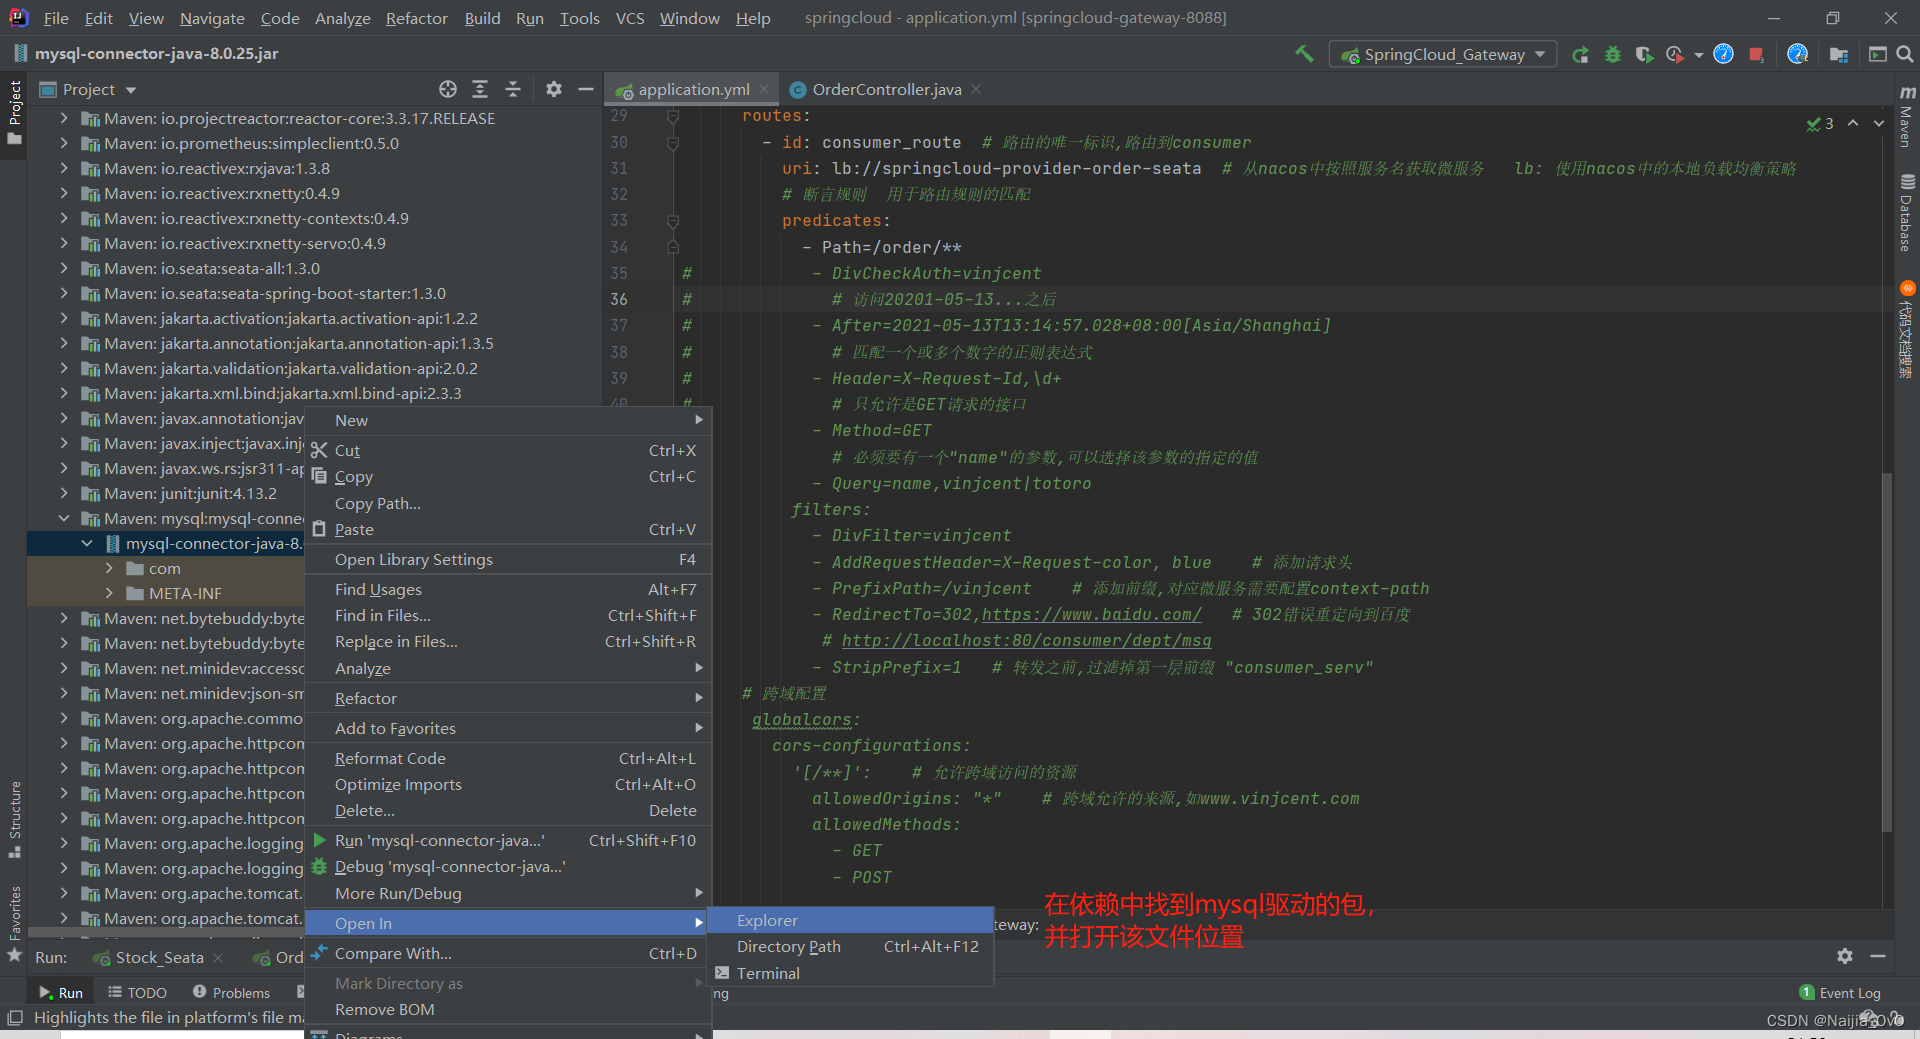 File Edit View Navigate Code Analyze Refactor Build Run Tools VCS Window Help springcloud - application.yml [springcloud-gateway-8088]
mysql-connector-java-8.0.25.jar SpringCloud_Gateway
Project application.yml OrderController.java
Project
Maven: io.projectreactor:reactor-core:3.3.17.RELEASE
Maven: io.prometheus:simpleclient:0.5.0
Maven: io.reactivex:rxjava:1.3.8
Maven: io.reactivex:rxnetty:0.4.9
Maven: io.reactivex:rxnetty-contexts:0.4.9
Maven: io.reactivex:rxnetty-servo:0.4.9
Maven: io.seata:seata-all:1.3.0
Maven: io.seata:seata-spring-boot-starter:1.3.0
Maven: jakarta.activation:jakarta.activation-api:1.2.2
Maven: jakarta.annotation:jakarta.annotation-api:1.3.5
Maven: jakarta.validation:jakarta.validation-api:2.0.2
Maven: jakarta.xml.bind:jakarta.xml.bind-api:2.3.3
Maven: javax.annotation:jav
Maven: javax.inject:javax.inj
Maven: javax.ws.rs:jsr311-ap
Maven: junit:junit:4.13.2
Maven: mysql:mysql-conne
mysql-connector-java-8.
com
META-INF
Maven: net.bytebuddy:byte
Maven: net.bytebuddy:byte
Maven: net.minidev:accesso
Maven: net.minidev:json-sm
Maven: org.apache.commo
Maven: org.apache.httpcom
Maven: org.apache.httpcom
Maven: org.apache.httpcom
Maven: org.apache.httpcom
Maven: org.apache.logging
Maven: org.apache.logging
Maven: org.apache.tomcat.
Maven: org.apache.tomcat.
Structure
Favorites
New
Cut Ctrl+X
Copy Ctrl+C
Copy Path...
Paste Ctrl+V
Open Library Settings F4
Find Usages Alt+F7
Find in Files... Ctrl+Shift+F
Replace in Files... Ctrl+Shift+R
Analyze
Refactor
Add to Favorites
Reformat Code Ctrl+Alt+L
Optimize Imports Ctrl+Alt+O
Delete... Delete
Run 'mysql-connector-java...' Ctrl+Shift+F10
Debug 'mysql-connector-java...'
More Run/Debug
Open In
Compare With... Ctrl+D
Mark Directory as
Remove BOM
Diagrams
Explorer
Directory Path Ctrl+Alt+F12
Terminal
29 routes:
30 - id: consumer_route # 路由的唯一标识,路由到consumer
31 uri: lb://springcloud-provider-order-seata # 从nacos中按照服务名获取微服务 lb: 使用nacos中的本地负载均衡策略
32 # 断言规则 用于路由规则的匹配
33 predicates:
34 - Path=/order/**
35 # - DivCheckAuth=vinjcent
36 # # 访问20201-05-13...之后
37 # - After=2021-05-13T13:14:57.028+08:00[Asia/Shanghai]
38 # # 匹配一个或多个数字的正则表达式
39 # - Header=X-Request-Id,\d+
40 # # 只允许是GET请求的接口
- Method=GET
# 必须要有一个"name"的参数,可以选择该参数的指定的值
- Query=name,vinjcent|totoro
filters:
- DivFilter=vinjcent
- AddRequestHeader=X-Request-color, blue # 添加请求头
- PrefixPath=/vinjcent # 添加前缀,对应微服务需要配置context-path
- RedirectTo=302,https://www.baidu.com/ # 302错误重定向到百度
# http://localhost:80/consumer/dept/msg
- StripPrefix=1 # 转发之前,过滤掉第一层前缀 "consumer_serv"
# 跨域配置
globalcors:
cors-configurations:
'[/**]': # 允许跨域访问的资源
allowedOrigins: "*" # 跨域允许的来源,如www.vinjcent.com
allowedMethods:
- GET
- POST
3
m Maven
Database
代码文档搜索
在依赖中找到mysql驱动的包,
并打开该文件位置
teway:
Run: Stock_Seata Ord
Run TODO Problems ng 1 Event Log
Highlights the file in platform's file ma
CSDN @Naijia_OvO